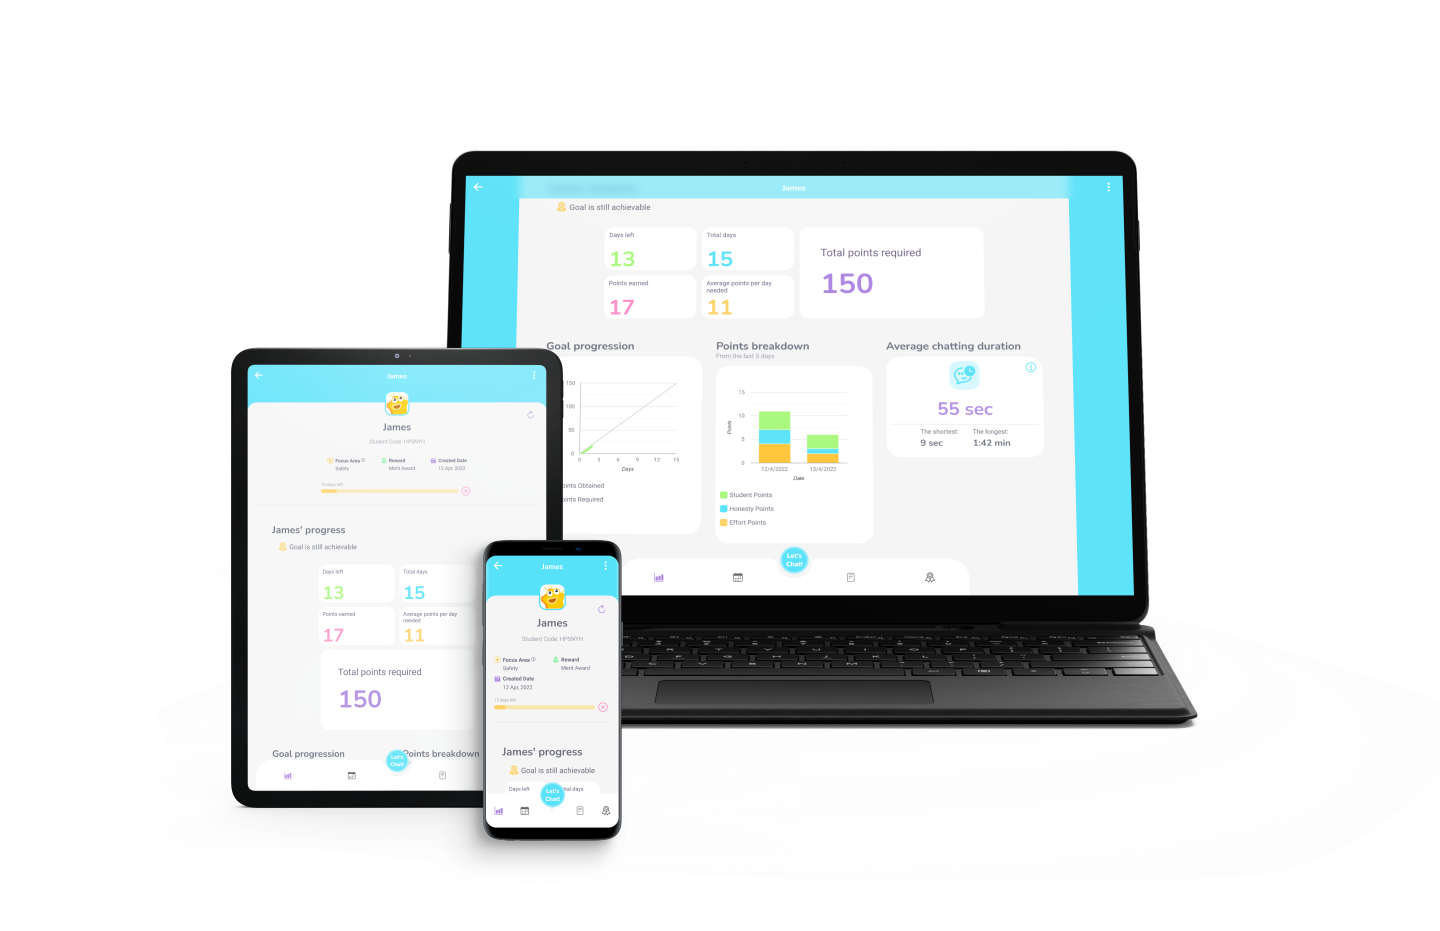 James
Goal is still achievable
Days left
13
Total days
15
Points earned
17
Average points per day
needed
11
Total points required
150
Goal progression
150
100
50
0
0 3 6 9 12 15
Days
Points Required
Points breakdown
From the last 5 days
15
10
5
0
Points
12/4/2022 13/4/2022
Date
Student Points
Honesty Points
Effort Points
Average chatting duration
55 sec
The shortest:
9 sec
The longest:
1:42 min
Let's
Chat!
James
James
Student Code: HPSNYH
Focus Area
Safety
Reward
Merit Award
Created Date
12 Apr, 2022
13 days left
James' progress
Goal is still achievable
Days left
13
Total days
15
Points earned
17
Average points per day
needed
11
Total points required
150
Goal progression
Points breakdown
Let's
Chat!
James
James
Student Code: HPSNYH
Focus Area
Safety
Reward
Merit Award
Created Date
12 Apr, 2022
13 days left
James' progress
Goal is still achievable
Days left
Total days
Let's
Chat!